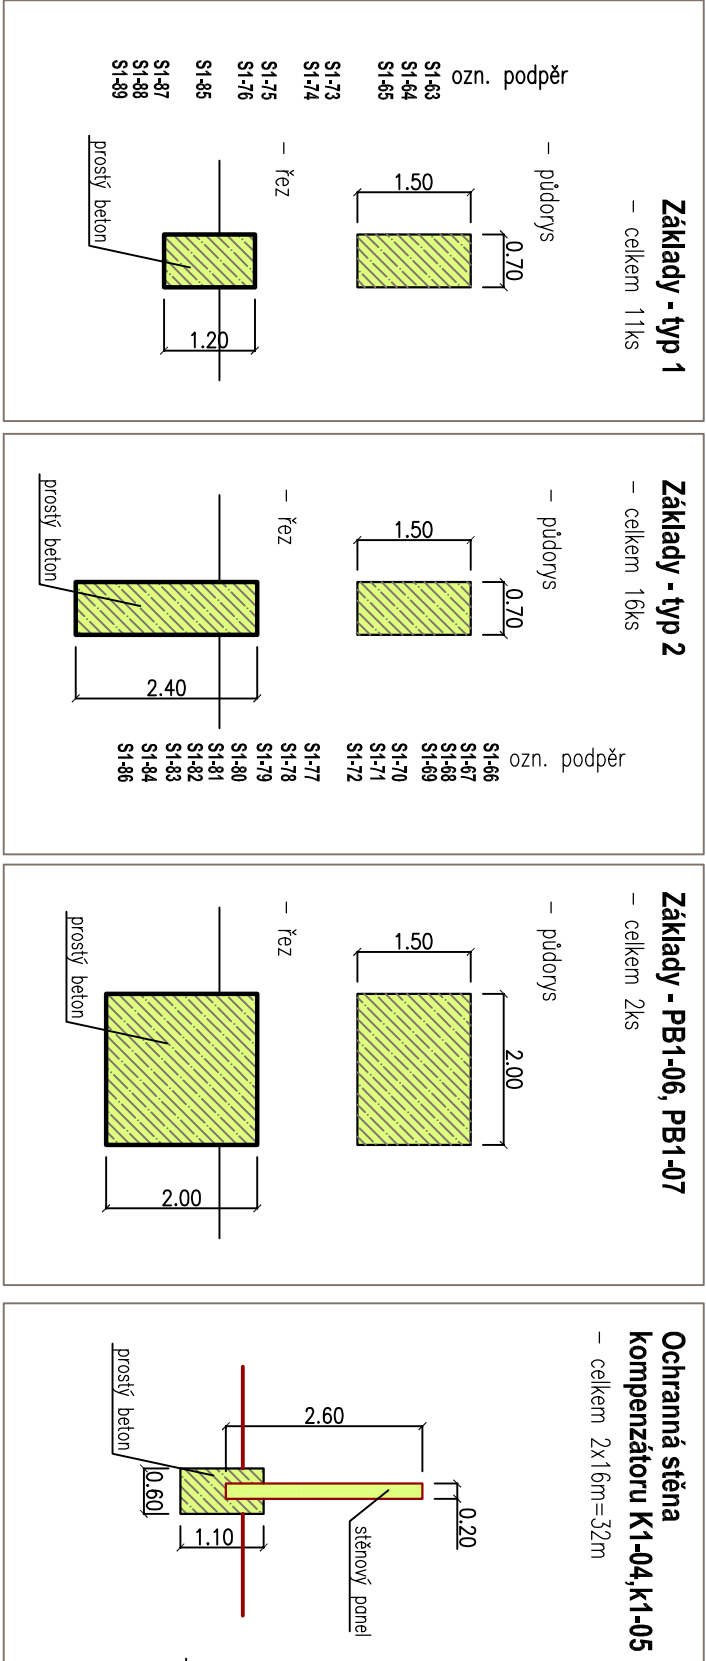 Základy - typ 1
- celkem 11ks
- půdorys
1.50
0.70
- řez
1.20
prostý beton
ozn. podpěr
S1-63
S1-64
S1-65
S1-73
S1-74
S1-75
S1-76
S1-85
S1-87
S1-88
S1-89
Základy - typ 2
- celkem 16ks
- půdorys
1.50
0.70
- řez
2.40
prostý beton
ozn. podpěr
S1-66
S1-67
S1-68
S1-69
S1-70
S1-71
S1-72
S1-77
S1-78
S1-79
S1-80
S1-81
S1-82
S1-83
S1-84
S1-86
Základy - PB1-06, PB1-07
- celkem 2ks
- půdorys
1.50
2.00
- řez
2.00
prostý beton
Ochranná stěna
kompenzátoru K1-04,k1-05
- celkem 2x16m=32m
2.60
0.20
stěnový panel
0.60
1.10
prostý beton